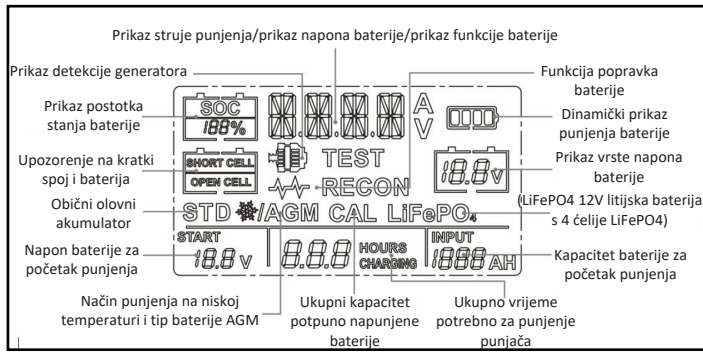 Prikaz struje punjenja/prikaz napona baterije/prikaz funkcije baterije
Prikaz detekcije generatora
Funkcija popravka
baterije
Prikaz postotka
stanja baterije
SOC
188%
A
V
Dinamički prikaz
punjenja baterije
Upozorenje na kratki
spoj i baterija
SHORT CELL
OPEN CELL
TEST
RECON
18.8 V
Prikaz vrste napona
baterije
Obični olovni
akumulator
STD /AGM CAL LiFePO₄
(LiFePO4 12V litijska baterija
s 4 ćelije LiFePO4)
Napon baterije za
početak punjenja
START
18.8 V
8.8.8 HOURS
CHARGING
INPUT
1888 AH
Kapacitet baterije za
početak punjenja
Način punjenja na niskoj
temperaturi i tip baterije AGM
Ukupni kapacitet
potpuno napunjene
baterije
Ukupno vrijeme
potrebno za punjenje
punjača